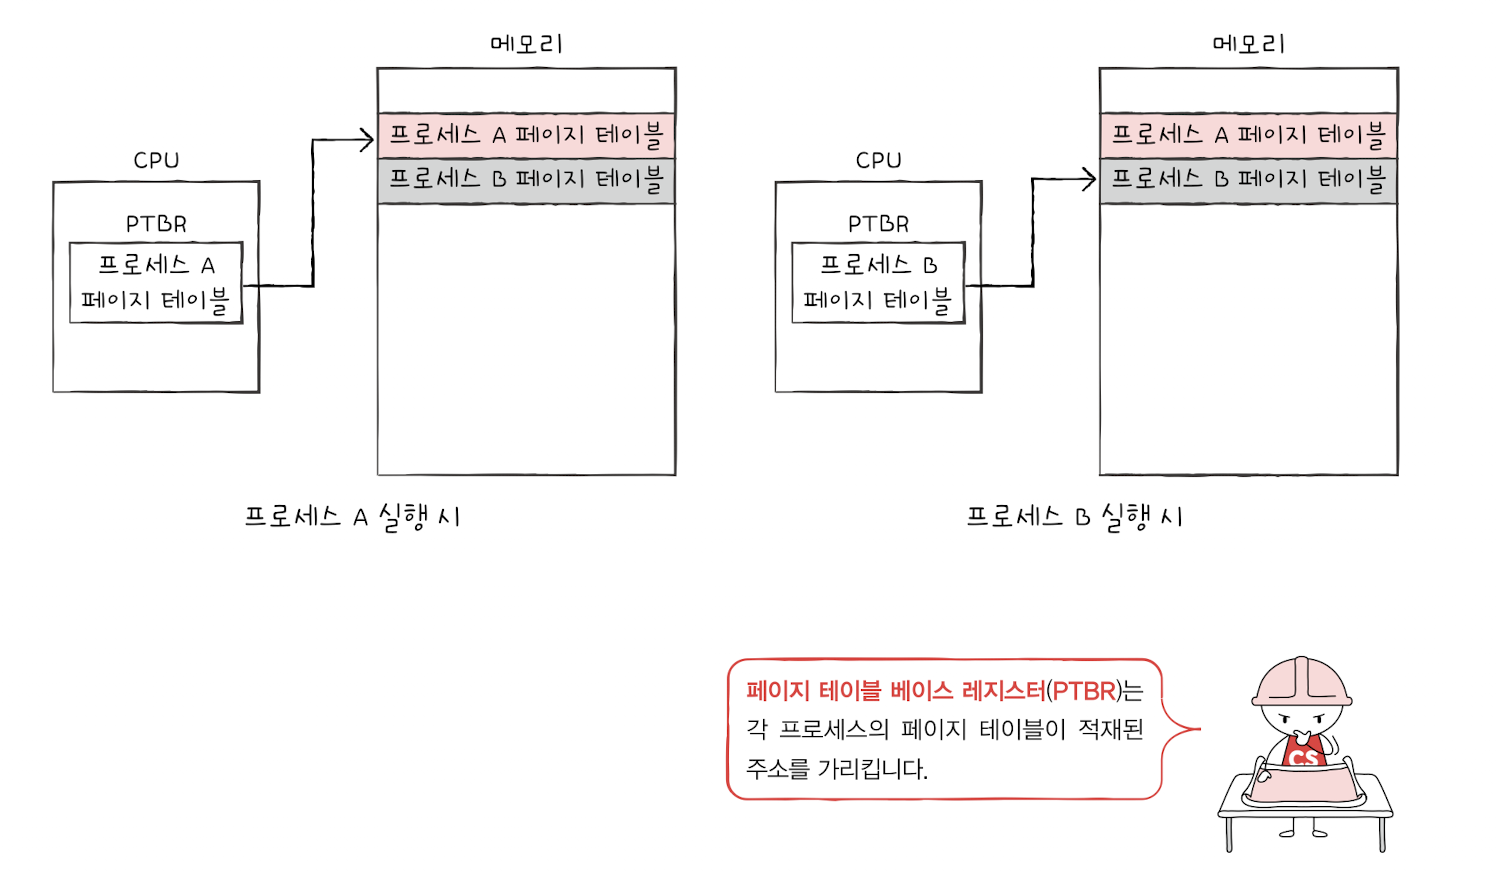 메모리
프로세스 A 페이지 테이블
프로세스 B 페이지 테이블
CPU
PTBR
프로세스 A
페이지 테이블
프로세스 A 실행 시
메모리
프로세스 A 페이지 테이블
프로세스 B 페이지 테이블
CPU
PTBR
프로세스 B
페이지 테이블
프로세스 B 실행 시
페이지 테이블 베이스 레지스터(PTBR)는
각 프로세스의 페이지 테이블이 적재된
주소를 가리킵니다.
CS